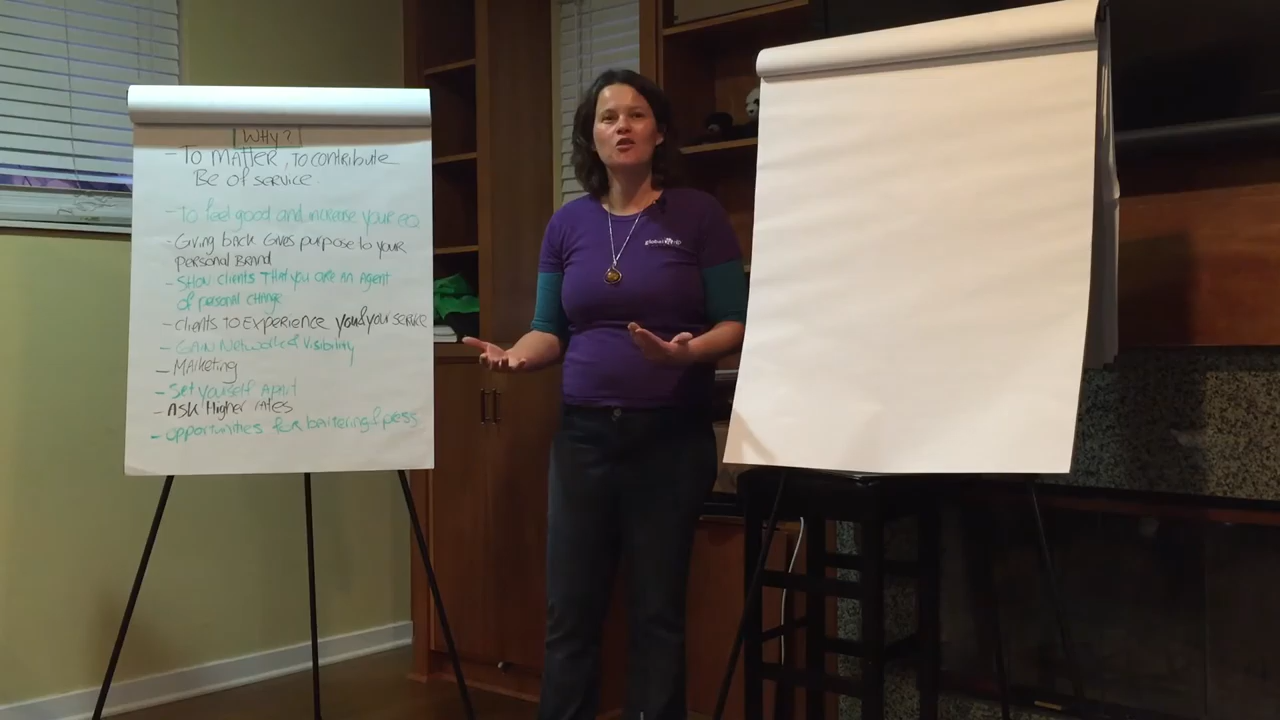 WHY?
- To MATTER, To contribute
Be of service.
- To feel good and increase your EQ
- Giving back Gives purpose to your
personal BRAND
- SHOW clients THAT you are an Agent
of personal CHANGE
- clients TO EXPERIENCE you & your service
- GAIN Network & Visibility
- MARketing
- Set yourself Apart
- ASK Higher rates
- opportunities for bartering & press
global